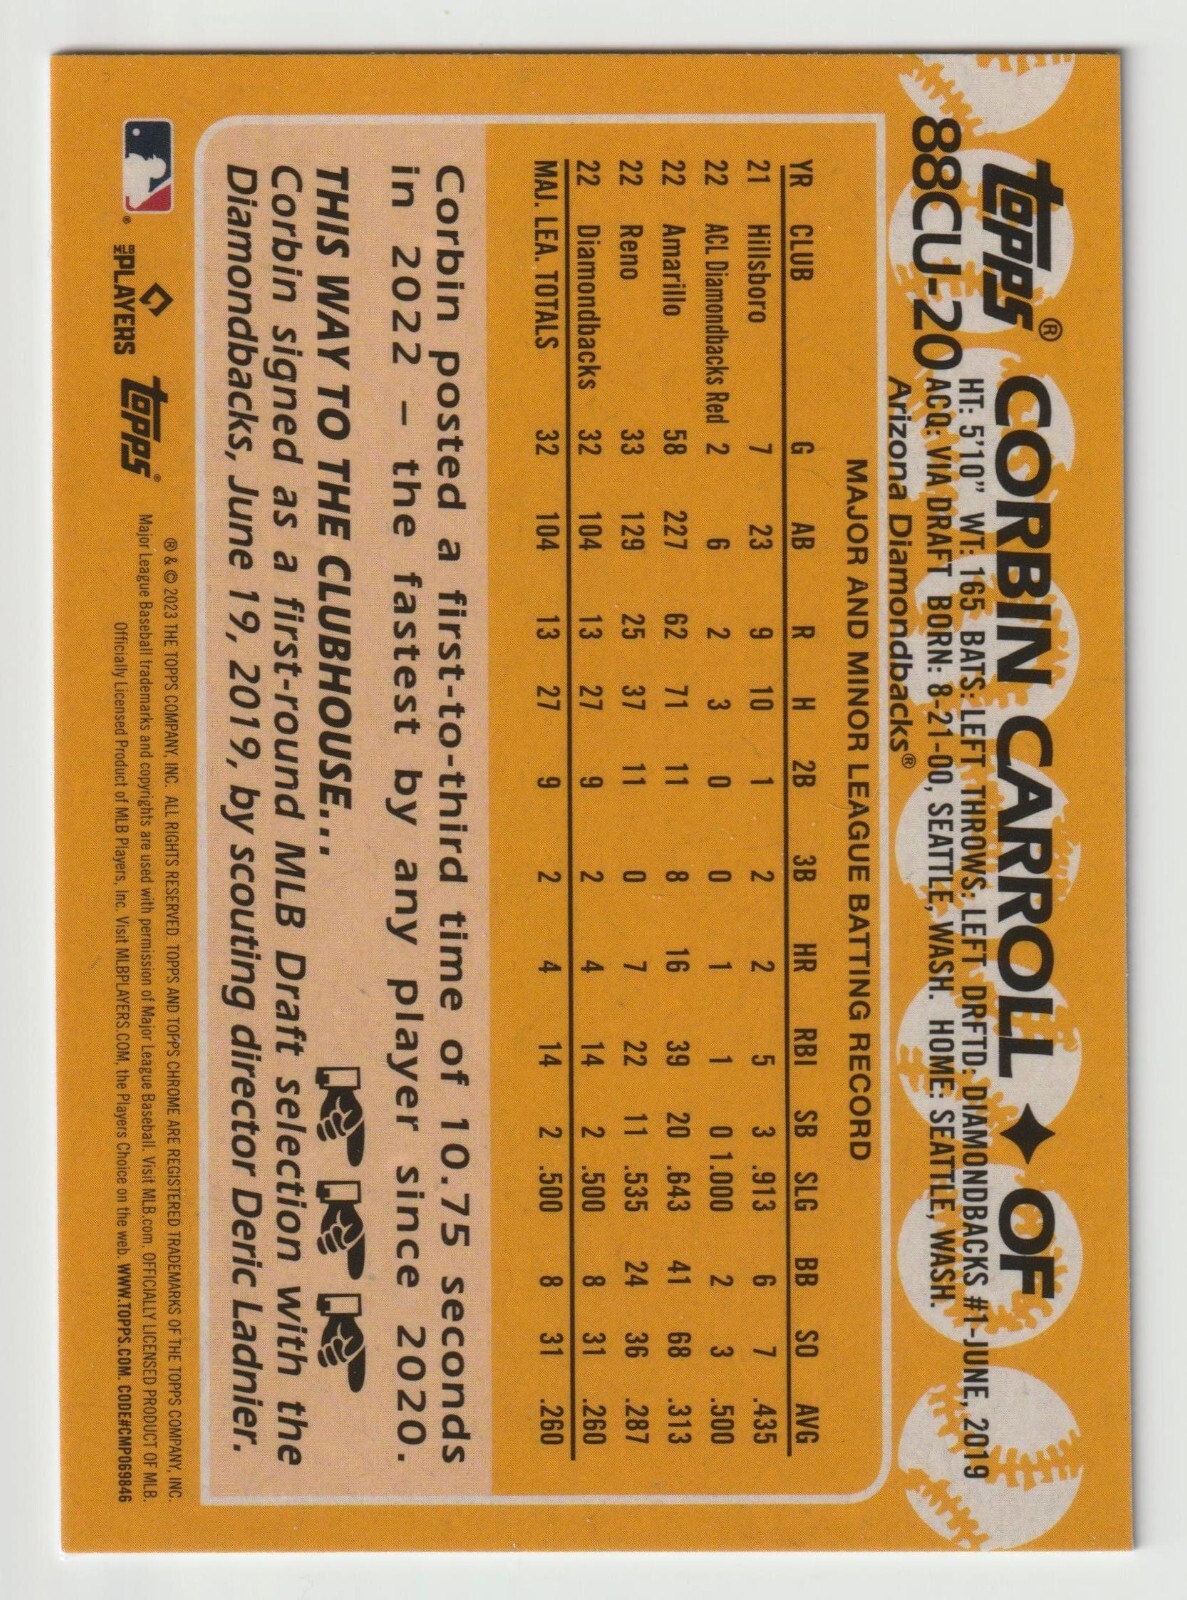 topps®
88CU-20
CORBIN CARROLL ✦ OF
HT: 5'10" WT: 165 BATS: LEFT THROWS: LEFT DRFTD: DIAMONDBACKS #1-JUNE, 2019
ACQ: VIA DRAFT BORN: 8-21-00, SEATTLE, WASH. HOME: SEATTLE, WASH.
Arizona Diamondbacks®
MAJOR AND MINOR LEAGUE BATTING RECORD
YR CLUB G AB R H 2B 3B HR RBI SB SLG BB SO AVG
21 Hillsboro 7 23 9 10 1 2 2 5 3 .913 6 7 .435
22 ACL Diamondbacks Red 2 6 2 3 0 0 1 1 0 1.000 2 3 .500
22 Amarillo 58 227 62 71 11 8 16 39 20 .643 41 68 .313
22 Reno 33 129 25 37 11 0 7 22 11 .535 24 36 .287
22 Diamondbacks 32 104 13 27 9 2 4 14 2 .500 8 31 .260
MAJ. LEA. TOTALS 32 104 13 27 9 2 4 14 2 .500 8 31 .260
Corbin posted a first-to-third time of 10.75 seconds
in 2022 – the fastest by any player since 2020.
THIS WAY TO THE CLUBHOUSE...
Corbin signed as a first-round MLB Draft selection with the
Diamondbacks, June 19, 2019, by scouting director Deric Ladnier.
® & © 2023 THE TOPPS COMPANY, INC. ALL RIGHTS RESERVED. TOPPS AND TOPPS CHROME ARE REGISTERED TRADEMARKS OF THE TOPPS COMPANY, INC.
Major League Baseball trademarks and copyrights are used with permission of Major League Baseball. Visit MLB.com. OFFICIALLY LICENSED PRODUCT OF MLB.
Officially Licensed Product of MLB Players, Inc. Visit MLBPLAYERS.COM, the Players Choice on the web. WWW.TOPPS.COM. CODE#CMP069846
MLB PLAYERS
topps®